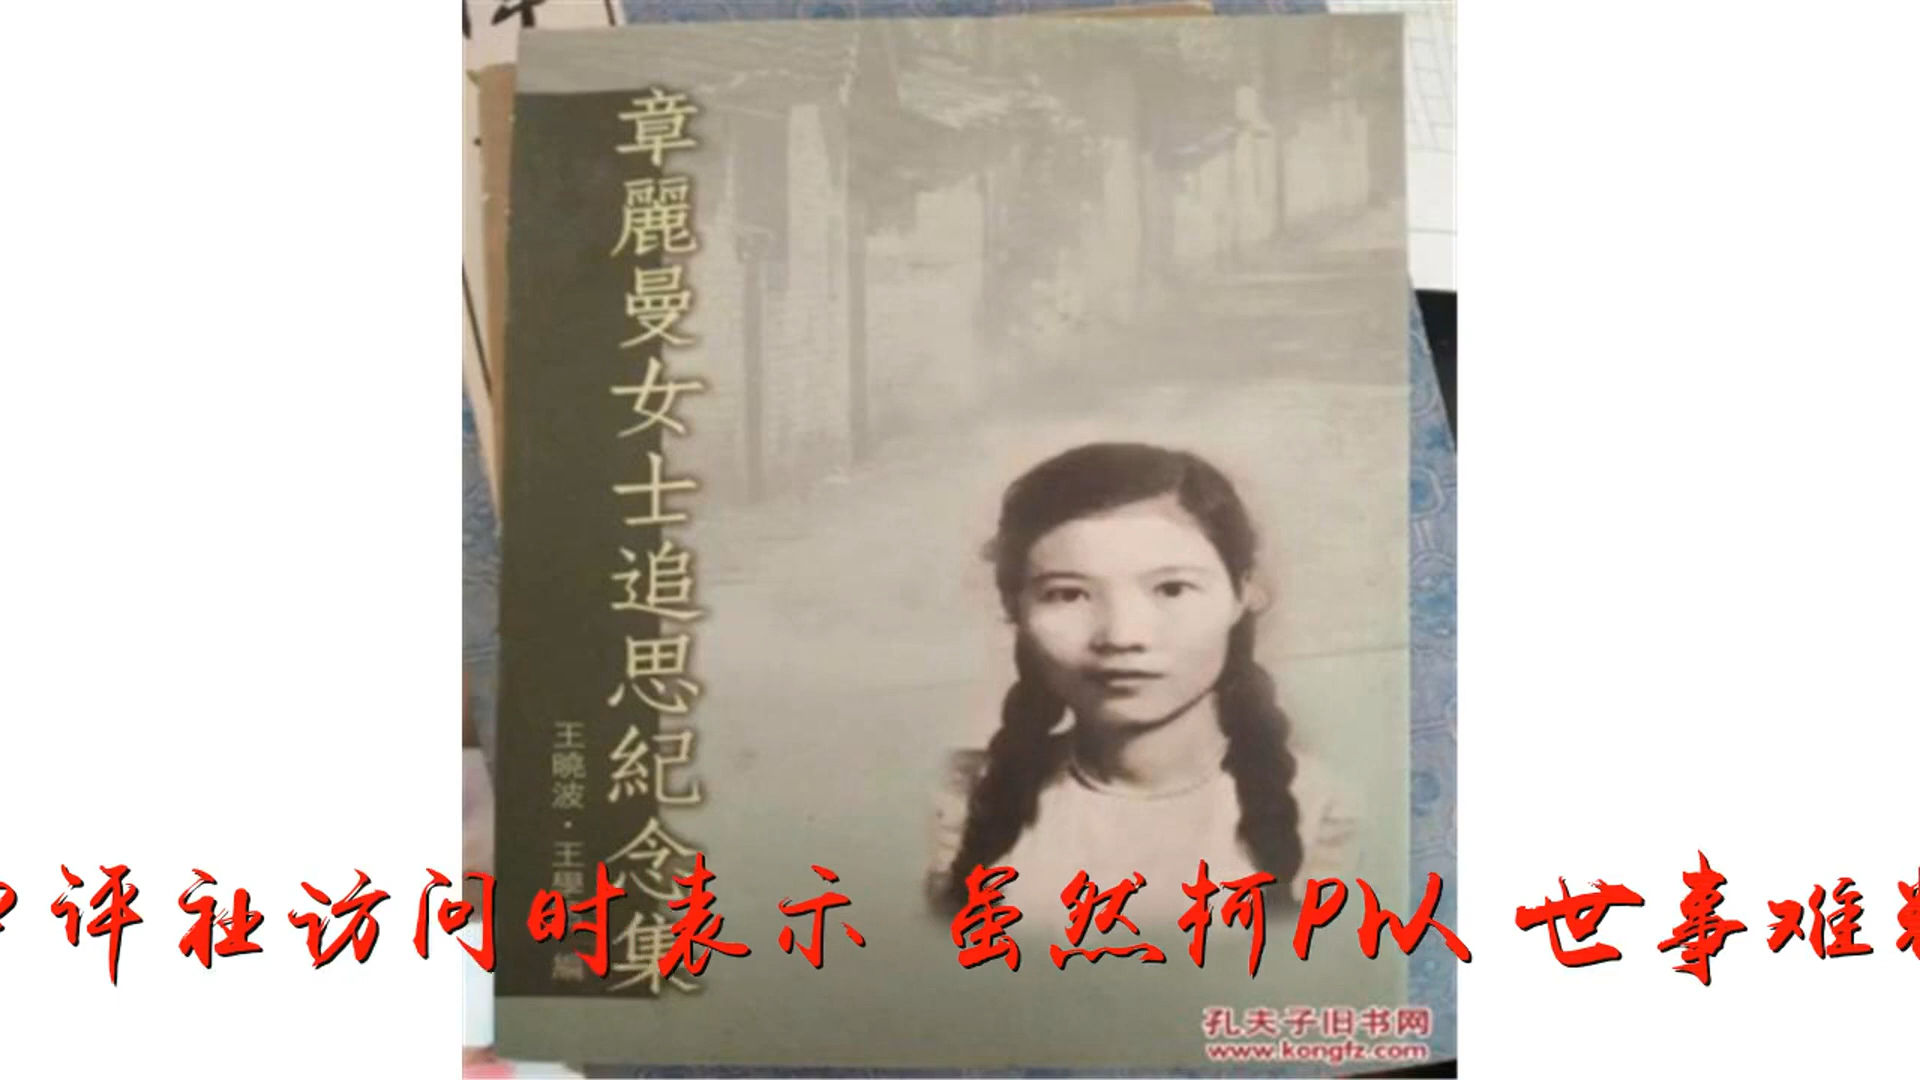 章麗曼女士追思紀念集
王曉波·王學
編
评社访问时表示 虽然柯P以 世事难
孔夫子旧书网
www.kongfz.com